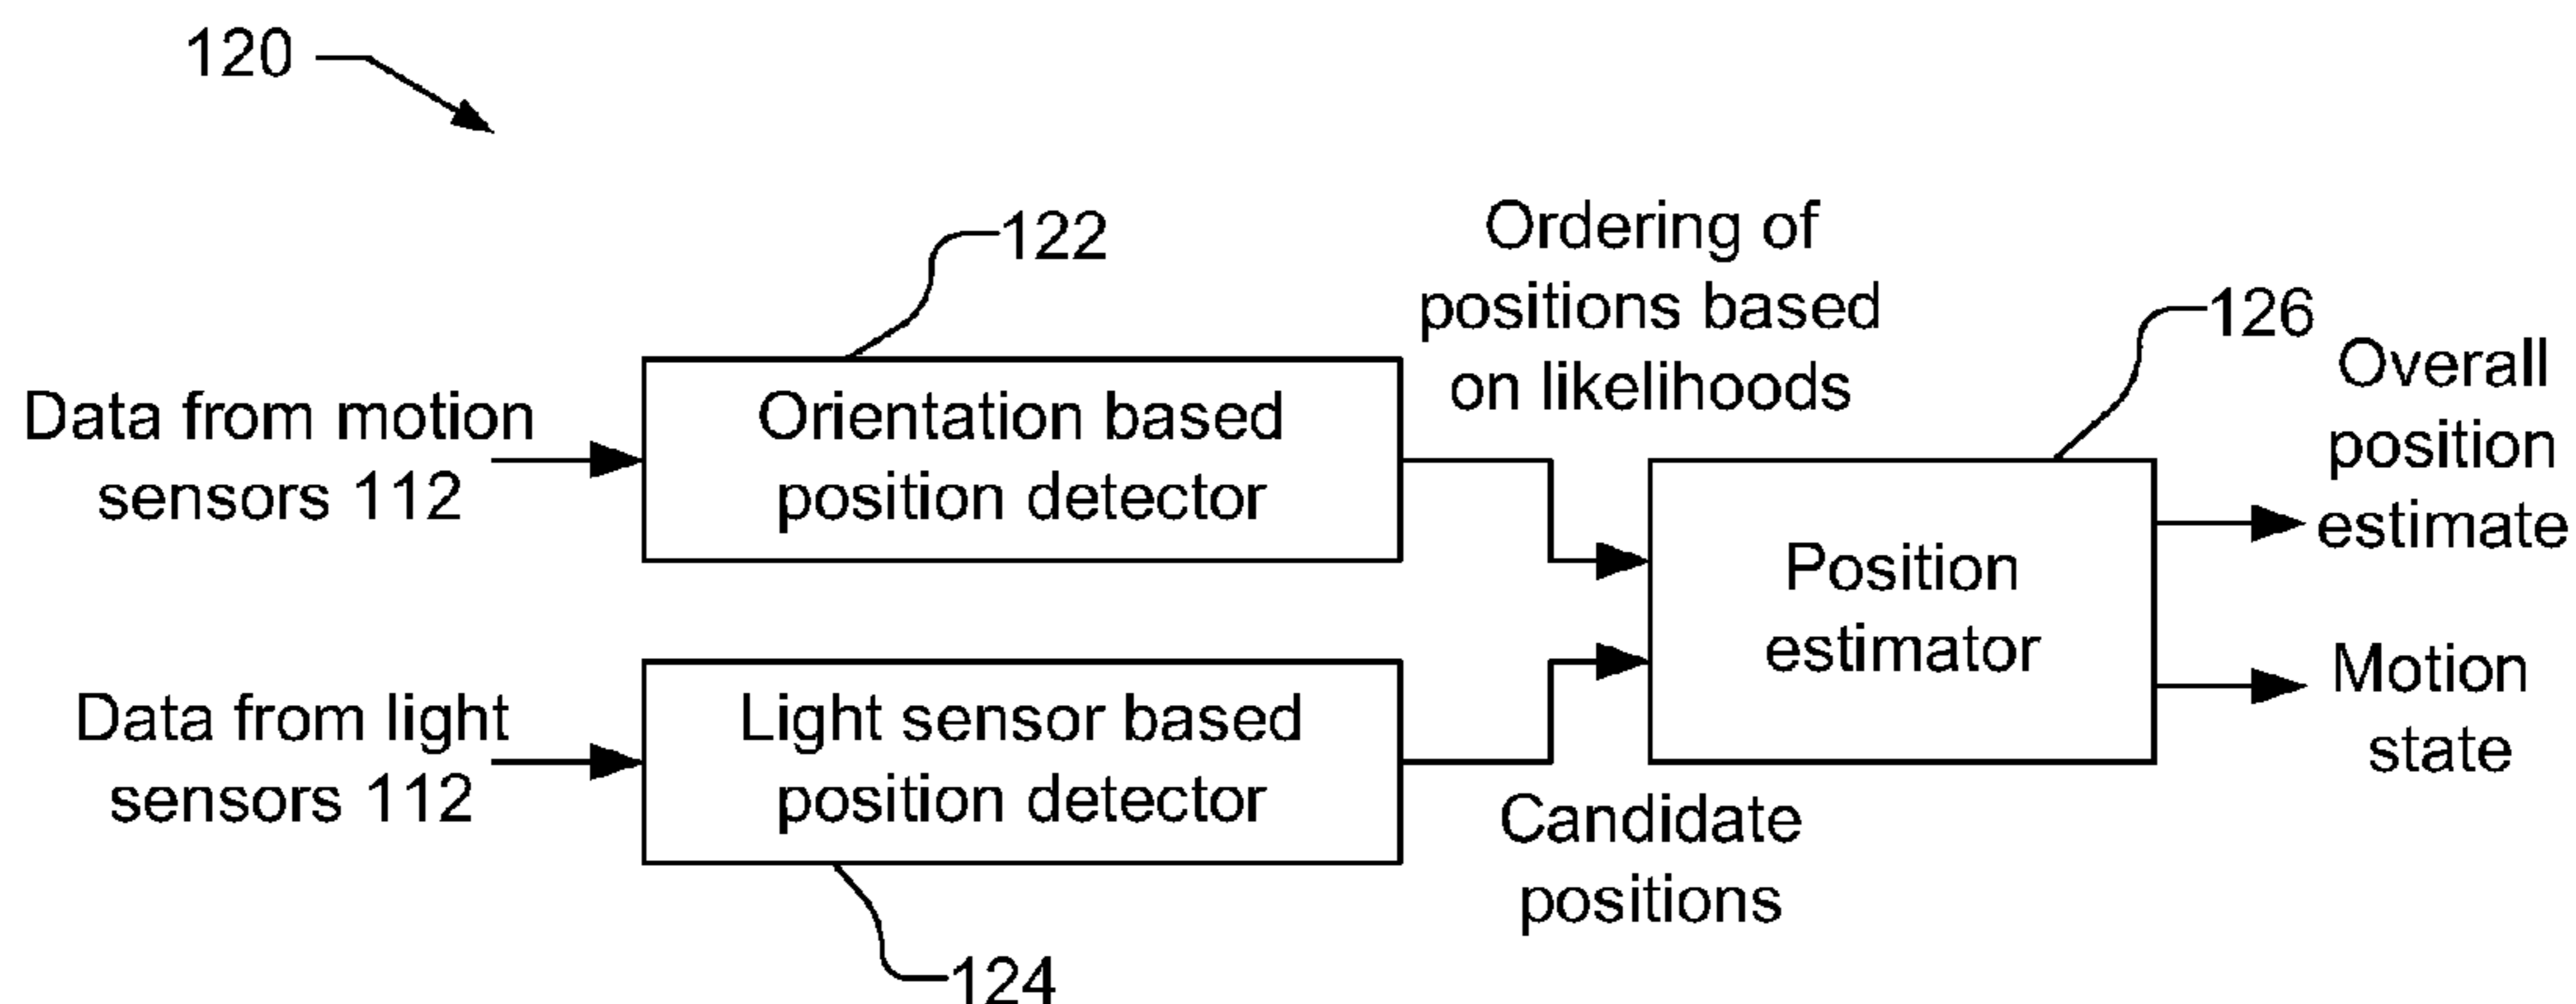 120
122
Ordering of
positions based
on likelihoods
126
Overall
position
estimate
Data from motion
sensors 112
Orientation based
position detector
Position
estimator
Motion
state
Data from light
sensors 112
Light sensor based
position detector
Candidate
positions
124